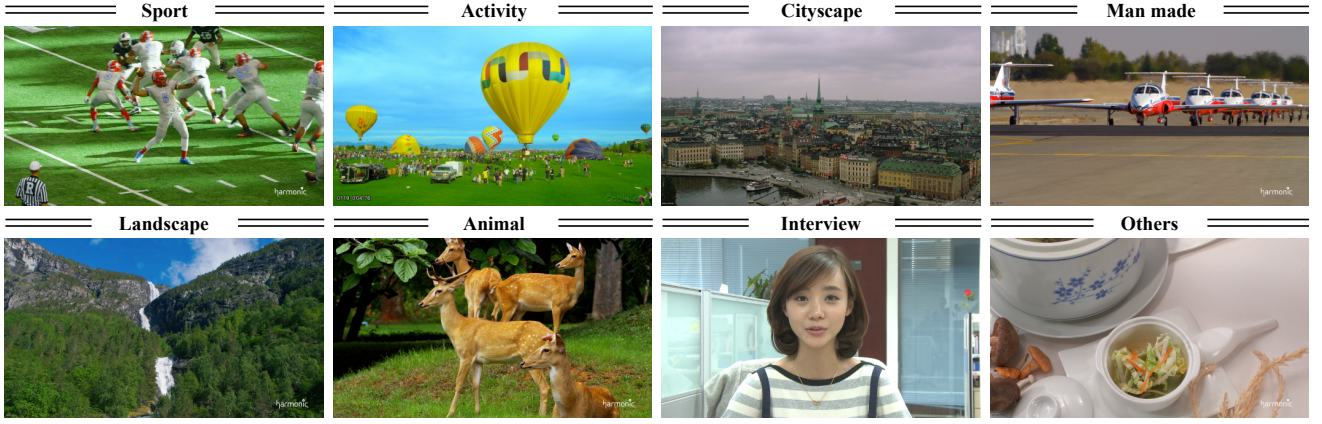 Sport
Activity
Cityscape
Man made
R
harmonic
harmonic
Landscape
Animal
Interview
Others
harmonic
harmonic
harmonic